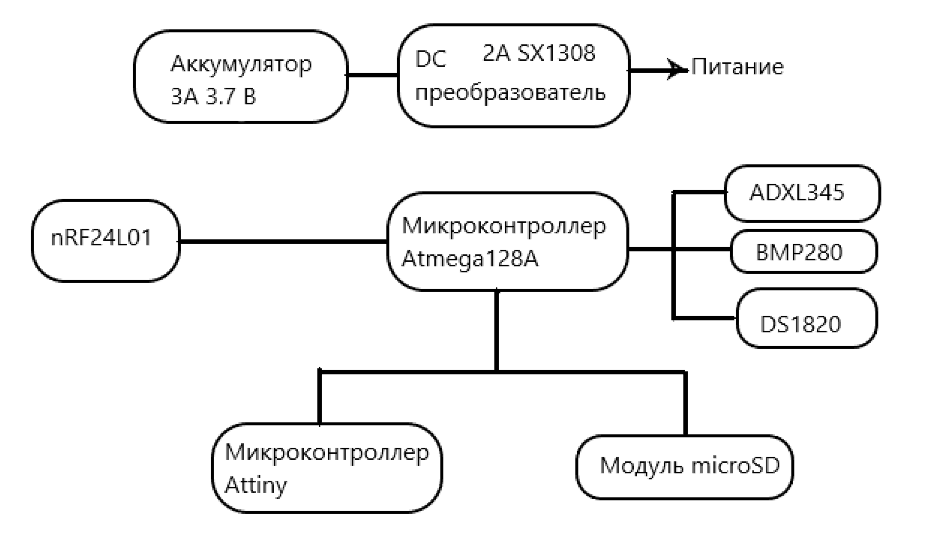 Аккумулятор
3А 3.7 В
DC 2А SX1308
преобразователь
Питание
nRF24L01
Микроконтроллер
Atmega128A
ADXL345
BMP280
DS1820
Микроконтроллер
Attiny
Модуль microSD